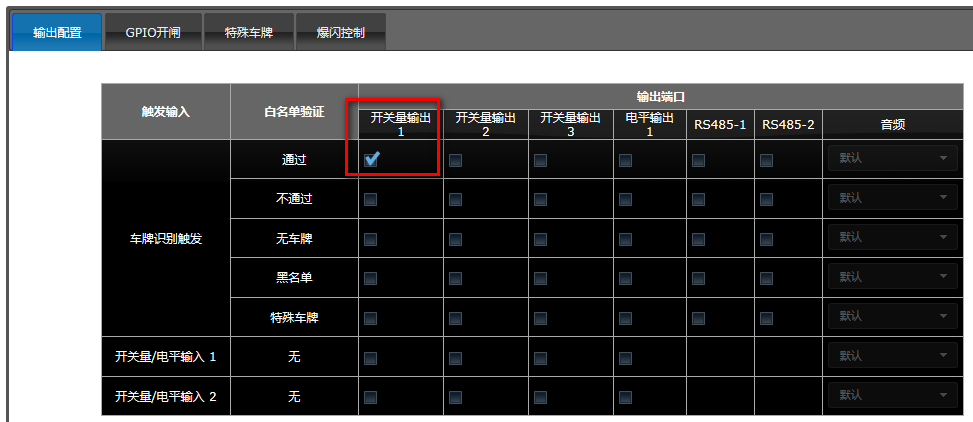 输出配置 GPIO开闸 特殊车牌 爆闪控制
触发输入 白名单验证 输出端口
开关量输出 1 开关量输出 2 开关量输出 3 电平输出 1 RS485-1 RS485-2 音频
车牌识别触发 通过 默认
不通过 默认
无车牌 默认
黑名单 默认
特殊车牌 默认
开关量/电平输入 1 无 默认
开关量/电平输入 2 无 默认